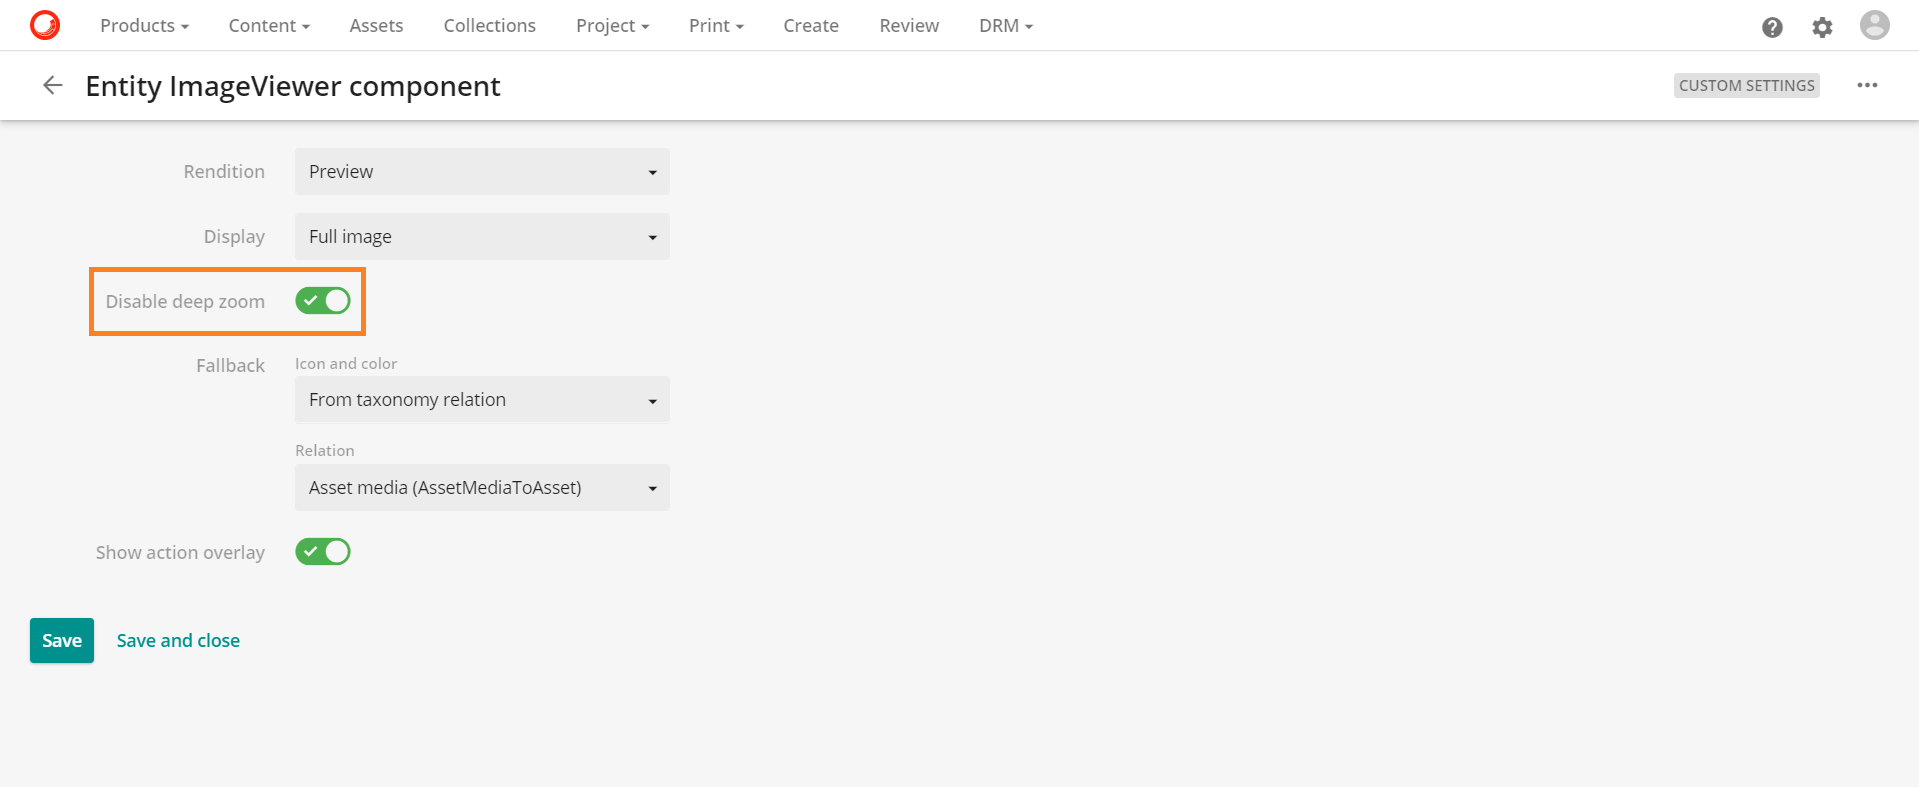 Products Content Assets Collections Project Print Create Review DRM
Entity ImageViewer component
CUSTOM SETTINGS
Rendition Preview
Display Full image
Disable deep zoom
Fallback Icon and color
From taxonomy relation
Relation
Asset media (AssetMediaToAsset)
Show action overlay
Save Save and close